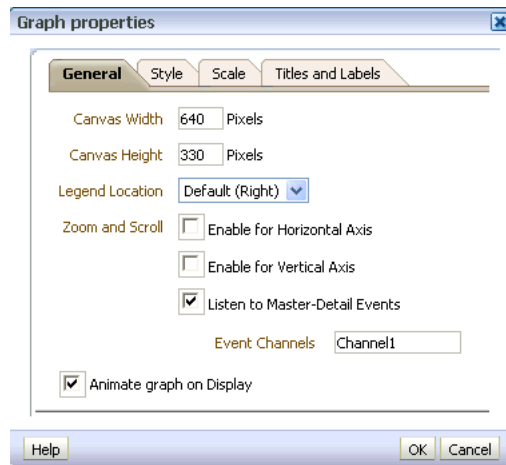 Graph properties
General Style Scale Titles and Labels
Canvas Width 640 Pixels
Canvas Height 330 Pixels
Legend Location Default (Right)
Zoom and Scroll Enable for Horizontal Axis
Enable for Vertical Axis
Listen to Master-Detail Events
Event Channels Channel1
Animate graph on Display
Help OK Cancel